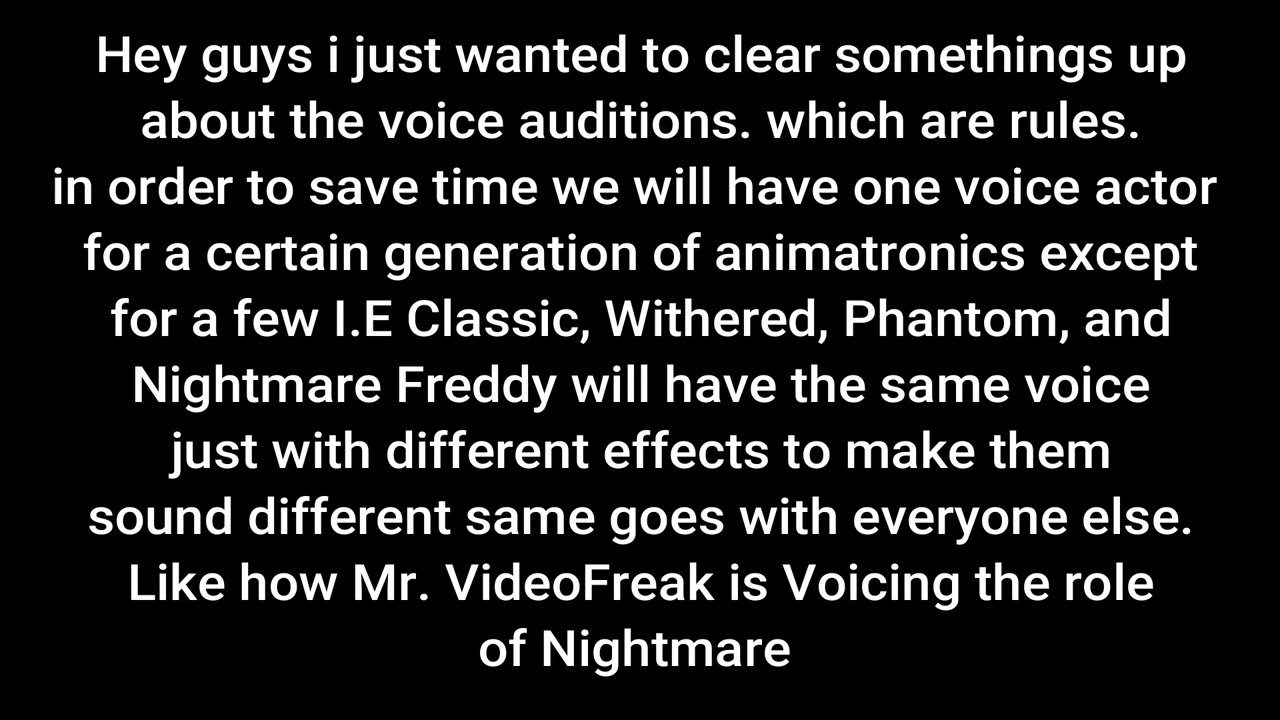 Hey guys i just wanted to clear somethings up
about the voice auditions. which are rules.
in order to save time we will have one voice actor
for a certain generation of animatronics except
for a few I.E Classic, Withered, Phantom, and
Nightmare Freddy will have the same voice
just with different effects to make them
sound different same goes with everyone else.
Like how Mr. VideoFreak is Voicing the role
of Nightmare